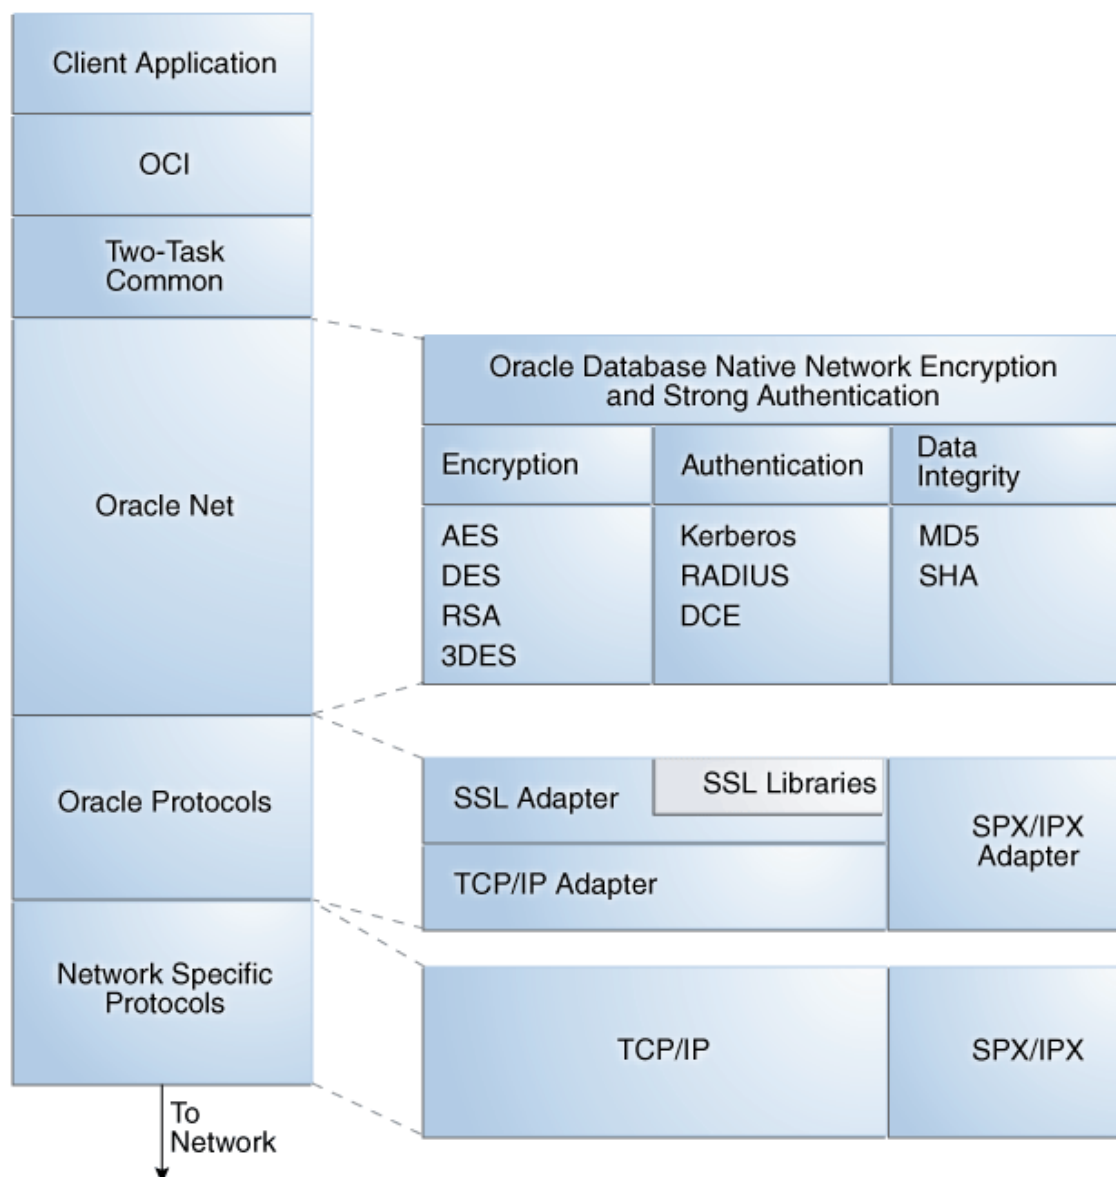 Client Application
OCI
Two-Task
Common
Oracle Net
Oracle Protocols
Network Specific
Protocols
To
Network
Oracle Database Native Network Encryption
and Strong Authentication
Encryption
AES
DES
RSA
3DES
Authentication
Kerberos
RADIUS
DCE
Data
Integrity
MD5
SHA
SSL Adapter
SSL Libraries
TCP/IP Adapter
SPX/IPX
Adapter
TCP/IP
SPX/IPX